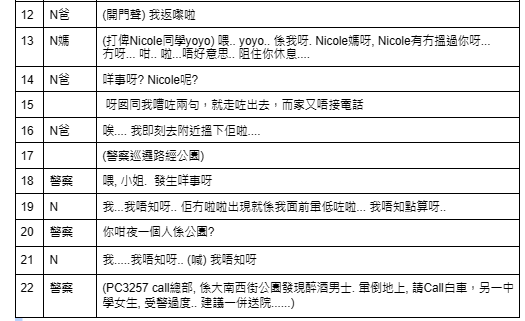 12 N爸 (開門聲) 我返嚟啦
13 N媽 (打俾Nicole同學yoyo) 喂.. yoyo.. 係我呀. Nicole媽呀, Nicole有冇搵過你呀...
冇呀... 咁.. 啦...唔好意思.. 阻住你休息....
14 N爸 咩事呀? Nicole呢?
15 呀囡同我嘈咗兩句，就走咗出去，而家又唔接電話
16 N爸 唉.... 我即刻去附近搵下佢啦....
17 (警察巡邏路經公園)
18 警察 喂, 小姐. 發生咩事呀
19 N 我...我唔知呀.. 佢冇啦啦出現就係我面前暈低咗啦... 我唔知點算呀..
20 警察 你咁夜一個人係公園?
21 N 我.....我唔知呀.. (喊) 我唔知呀
22 警察 (PC3257 call總部, 係大南西街公園發現醉酒男士. 暈倒地上, 請Call白車，另一中
學女生, 受警過度.. 建議一併送院......)